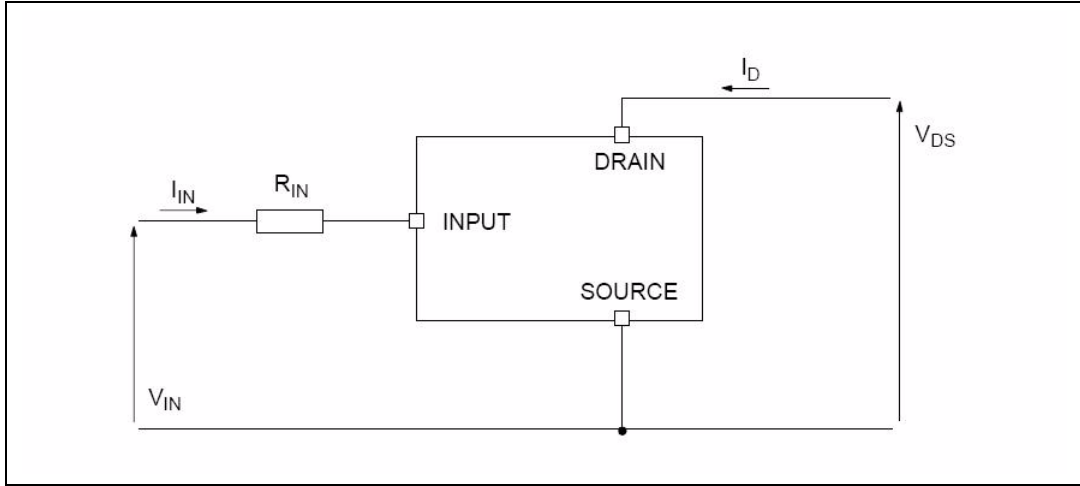 I_D
DRAIN
V_DS
I_IN
R_IN
INPUT
SOURCE
V_IN